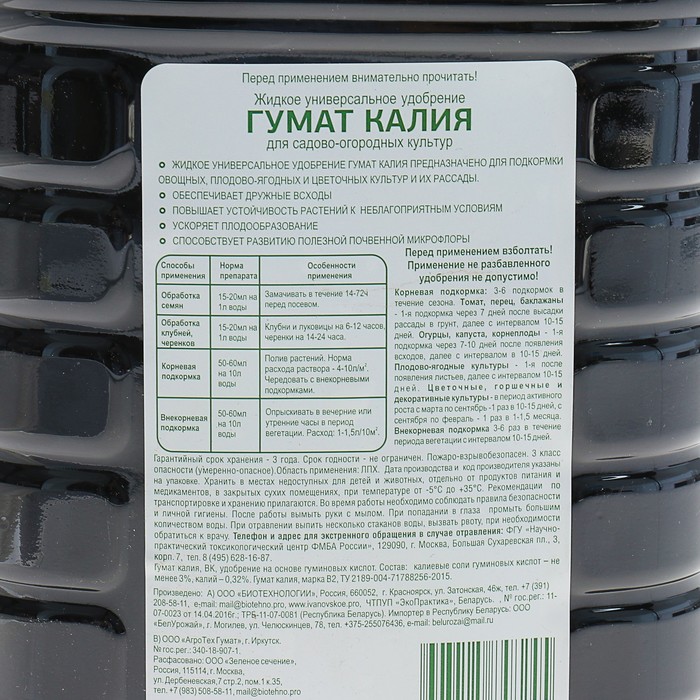 Перед применением внимательно прочитать!
Жидкое универсальное удобрение
ГУМАТ КАЛИЯ
для садово-огородных культур
ЖИДКОЕ УНИВЕРСАЛЬНОЕ УДОБРЕНИЕ ГУМАТ КАЛИЯ ПРЕДНАЗНАЧЕНО ДЛЯ ПОДКОРМКИ
ОВОЩНЫХ, ПЛОДОВО-ЯГОДНЫХ И ЦВЕТОЧНЫХ КУЛЬТУР И ИХ РАССАДЫ.
ОБЕСПЕЧИВАЕТ ДРУЖНЫЕ ВСХОДЫ
ПОВЫШАЕТ УСТОЙЧИВОСТЬ РАСТЕНИЙ К НЕБЛАГОПРИЯТНЫМ УСЛОВИЯМ
УСКОРЯЕТ ПЛОДООБРАЗОВАНИЕ
СПОСОБСТВУЕТ РАЗВИТИЮ ПОЛЕЗНОЙ ПОЧВЕННОЙ МИКРОФЛОРЫ
Способы применения
Норма препарата
Особенности применения
Обработка семян
15-20мл на 1л воды
Замачивать в течение 14-72ч
перед посевом.
Обработка клубней, черенков
15-20мл на 1л воды
Клубни и луковицы на 6-12 часов,
черенки на 14-24 часа.
Корневая подкормка
50-60мл на 10л воды
Полив растений. Норма
расхода раствора - 4-10л/м².
Чередовать с внекорневыми
подкормками.
Внекорневая подкормка
50-60мл на 10л воды
Опрыскивать в вечерние или
утренние часы в период
вегетации. Расход: 1-1,5л/10м².
Перед применением взболтать!
Применение не разбавленного
удобрения не допустимо!
Корневая подкормка: 3-6 подкормок в
течение сезона. Томат, перец, баклажаны
- 1-я подкормка через 7 дней после высадки
рассады в грунт, далее с интервалом 10-15
дней. Огурцы, капуста, корнеплоды - 1-я
подкормка через 7-10 дней после появления
всходов, далее с интервалом в 10-15 дней.
Плодово-ягодные культуры - 1-я после
появления листьев, далее с интервалом 10-15
дней. Цветочные, горшечные и
декоративные культуры - в период активного
роста с марта по сентябрь - 1 раз в 10-15 дней, с
сентября по февраль - 1 раз в 1-1,5 месяца.
Внекорневая подкормка 3-6 раз в течение
периода вегетации с интервалом 10-15 дней.
Гарантийный срок хранения - 3 года. Срок годности - не ограничен. Пожаро-взрывобезопасно. 3 класс
опасности (умеренно-опасное). Область применения: ЛПХ. Дата производства и код производителя указаны
на упаковке. Хранить в местах недоступных для детей и животных, отдельно от продуктов питания и
медикаментов, в закрытых сухих помещениях, при температуре от -5°С до +35°С. Рекомендации по
транспортировке и хранению прилагаются. Во время работы необходимо соблюдать правила безопасности
и личной гигиены. После работы вымыть руки с мылом. При попадании в глаза промыть большим
количеством воды. При отравлении выпить несколько стаканов воды, вызвать рвоту, при необходимости
обратиться к врачу. Телефон и адрес для экстренного обращения в случае отравления: ФГУ «Научно-
практический токсикологический центр ФМБА России», 129090, г. Москва, Большая Сухаревская пл., 3,
корп. 7, тел. 8 (495) 628-16-87.
Гумат калия, ВК, удобрение на основе гуминовых кислот. Состав: калиевые соли гуминовых кислот – не
менее 3%, калий – 0,32%. Гумат калия, марка В2, ТУ 2189-004-71788256-2015.
Произведено: А) ООО «БИОТЕХНОЛОГИИ», Россия, 660052, г. Красноярск, ул. Затонская, 46ж, тел. +7 (391)
208-58-11, e-mail: mail@biotehno.pro, www.ivanovskoe.pro, ЧТПУП «ЭкоПрактика», Беларусь. , N° гос.рег.: 11-
07-0023 от 14.04.2016г., ТРБ-11-07-0081 (Республика Беларусь). Импортер в Республику Беларусь: ООО
«БелУрожай», г. Могилев, ул. Челюскинцев, 78, тел. +375-255076436, e-mail: belurozai@mail.ru
В) ООО «АгроТех Гумат», г. Иркутск.
№ гос.рег.: 340-18-907-1.
Расфасовано: ООО «Зеленое сечение»,
Россия, 115114, г. Москва,
ул. Дербеневская,7 стр.2, пом.1 к.35,
тел. +7 (983) 508-58-11, mail@biotehno.pro